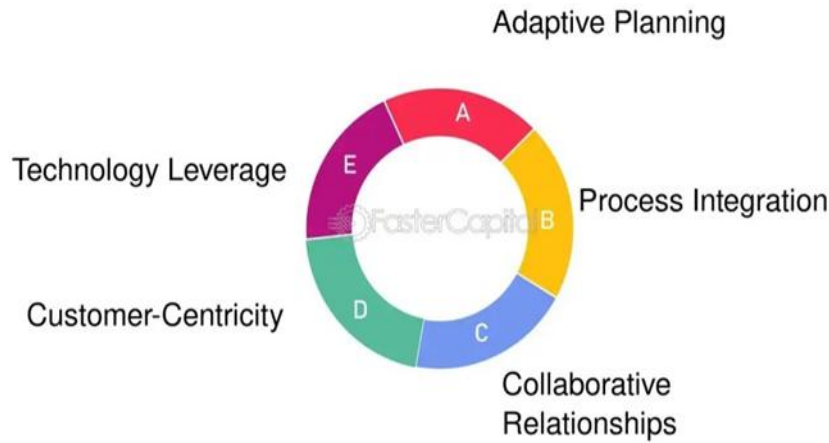 Adaptive Planning
A
E
Technology Leverage
Process Integration
B
FasterCapital
Customer-Centricity
D
C
Collaborative
Relationships